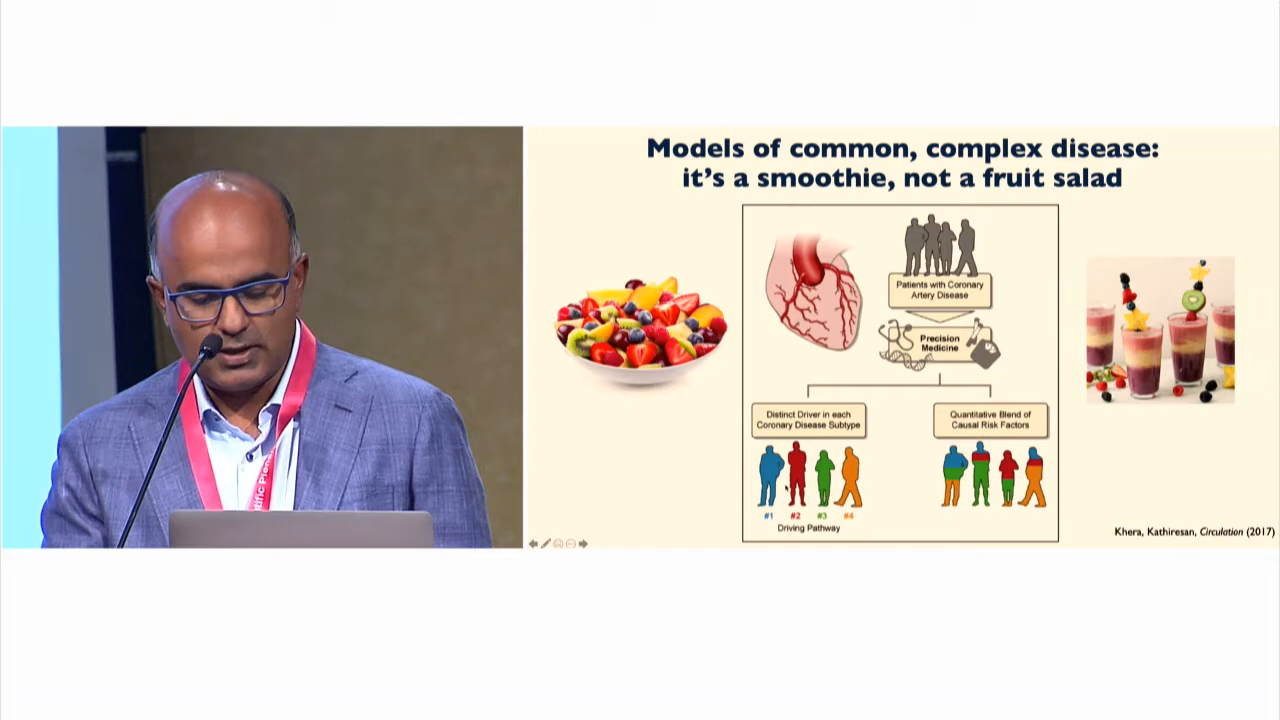 Models of common, complex disease:
it's a smoothie, not a fruit salad
Patients with Coronary
Artery Disease
Precision
Medicine
Distinct Driver in each
Coronary Disease Subtype
Quantitative Blend of
Causal Risk Factors
#1 #2 #3 #4
Driving Pathway
Khera, Kathiresan, Circulation (2017)